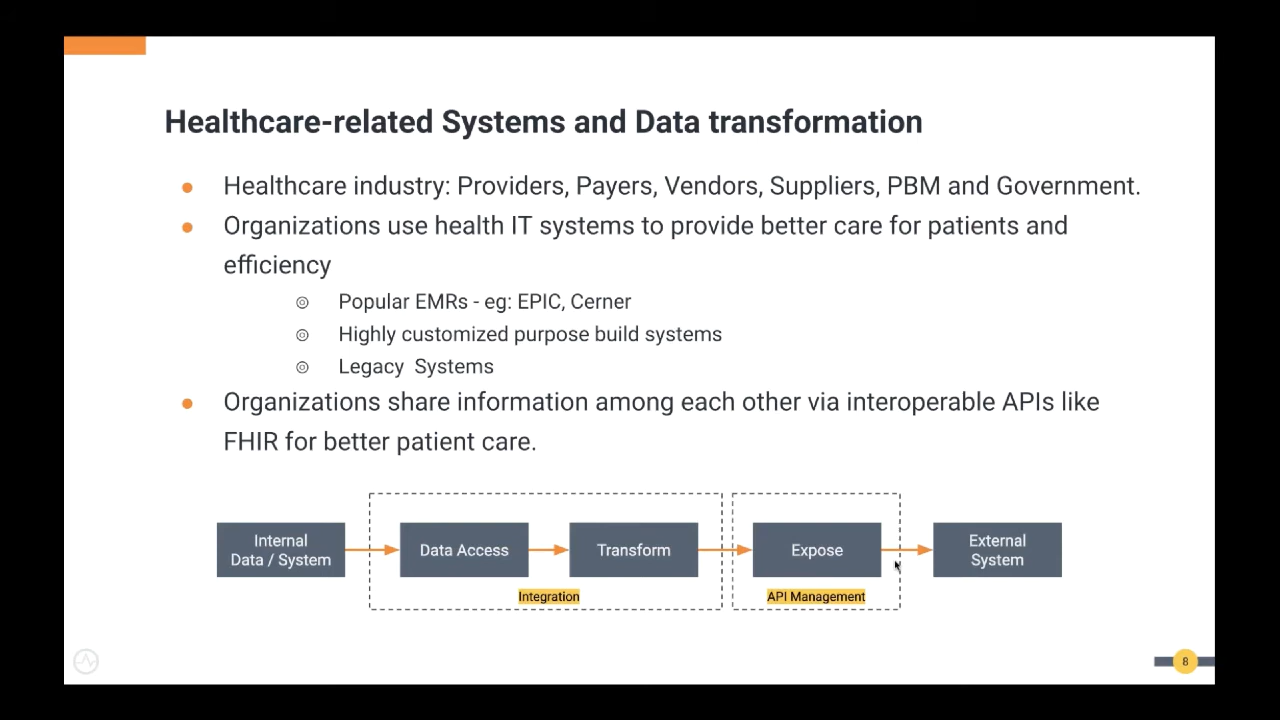 Healthcare-related Systems and Data transformation
Healthcare industry: Providers, Payers, Vendors, Suppliers, PBM and Government.
Organizations use health IT systems to provide better care for patients and
efficiency
Popular EMRs - eg: EPIC, Cerner
Highly customized purpose build systems
Legacy Systems
Organizations share information among each other via interoperable APIs like
FHIR for better patient care.
Internal
Data / System
Data Access
Transform
Expose
External
System
Integration
API Management
8